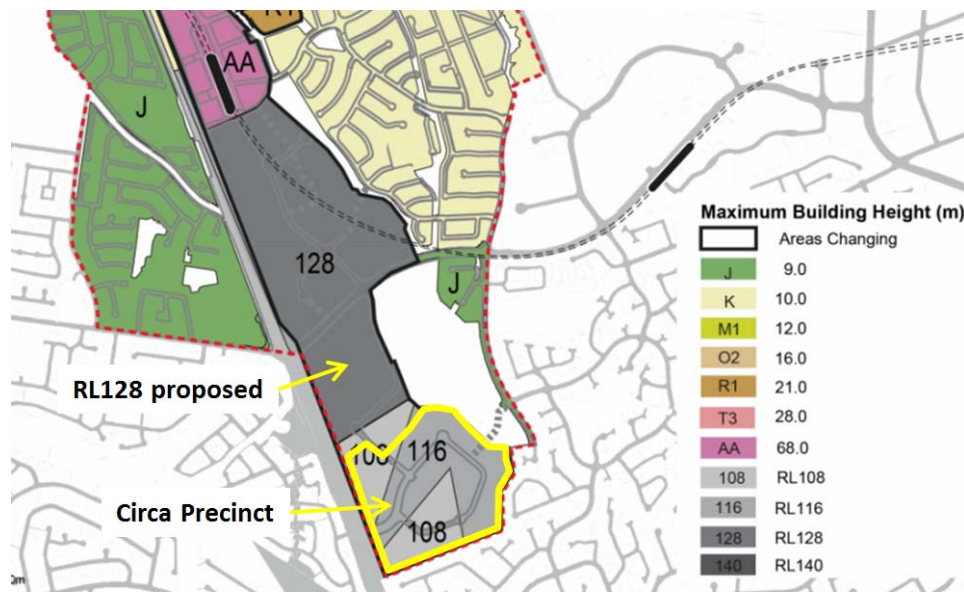 R1
AA
J
128
J
RL128 proposed
116
Circa Precinct
108
Maximum Building Height (m)
Areas Changing
J 9.0
K 10.0
M1 12.0
O2 16.0
R1 21.0
T3 28.0
AA 68.0
108 RL108
116 RL116
128 RL128
140 RL140